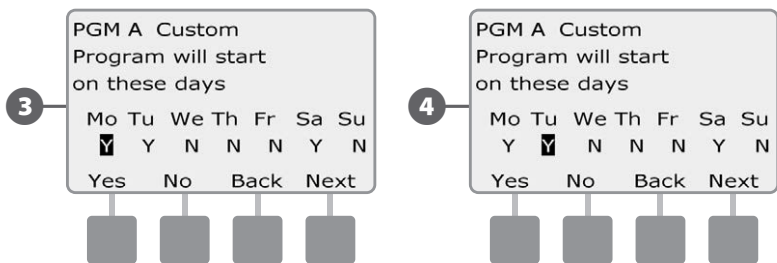 3
PGM A Custom
Program will start
on these days
Mo Tu We Th Fr Sa Su
Y Y N N N Y N
Yes No Back Next
4
PGM A Custom
Program will start
on these days
Mo Tu We Th Fr Sa Su
Y Y N N N Y N
Yes No Back Next